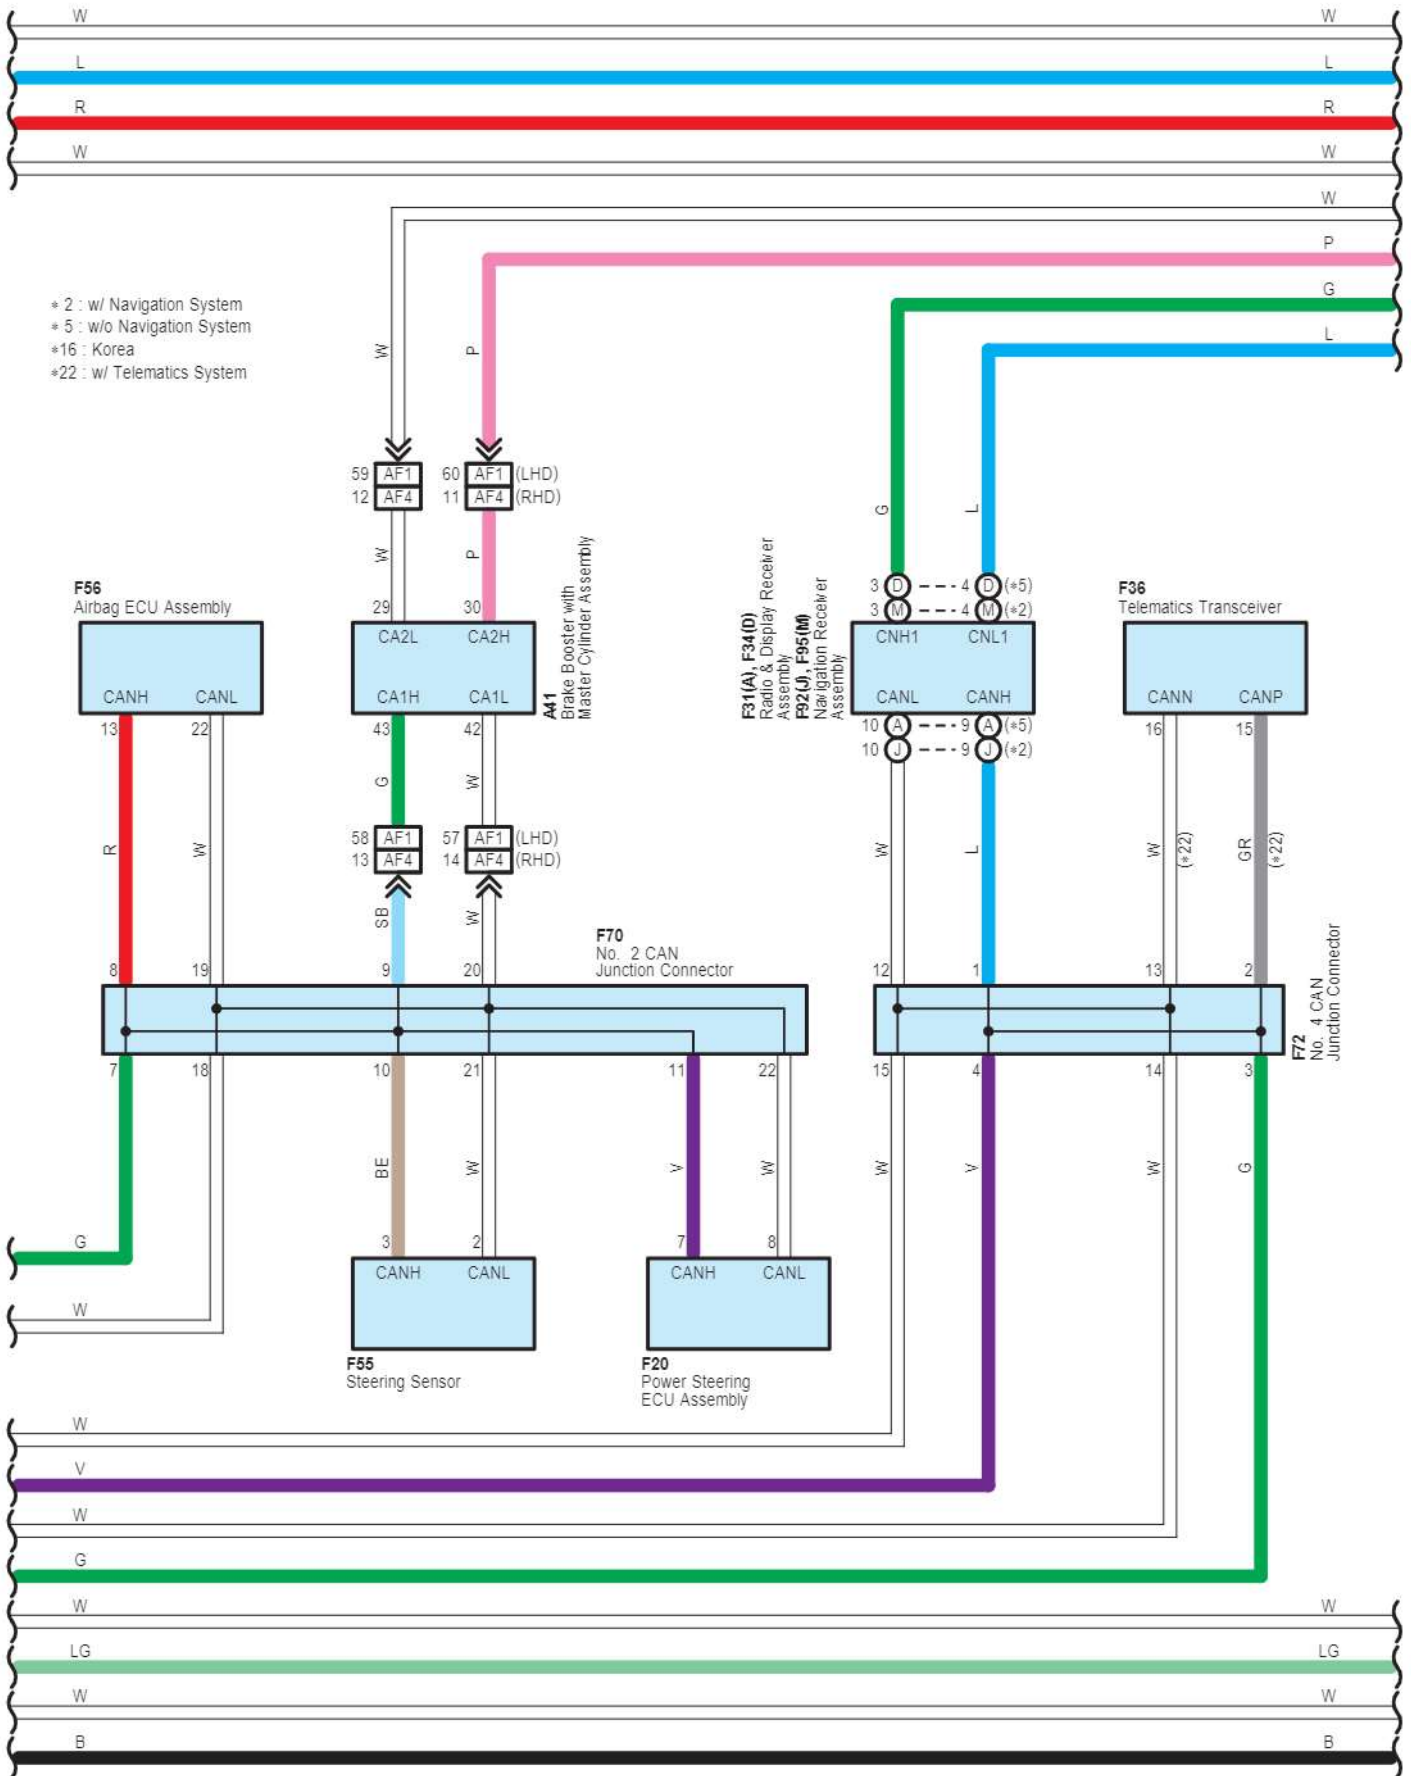 W W
L L
R R
W W
W
P
G
L
* 2 : w/ Navigation System
* 5 : w/o Navigation System
*16 : Korea
*22 : w/ Telematics System
W P
59 AF1 60 AF1 (LHD)
12 AF4 11 AF4 (RHD)
G L
W P
F56
Airbag ECU Assembly
29 30
CA2L CA2H
CANH CANL
CA1H CA1L
A41
Brake Booster with
Master Cylinder Assembly
13 22
43 42
F31(A), F34(D)
Radio & Display Receiver
Assembly
F92(J), F95(M)
Navigation Receiver
Assembly
3 D 4 D (*5)
3 M 4 M (*2)
CNH1 CNL1
CANL CANH
10 A 9 A (*5)
10 J 9 J (*2)
F36
Telematics Transceiver
CANN CANP
16 15
G W
R W
58 AF1 57 AF1 (LHD)
13 AF4 14 AF4 (RHD)
SB W
W L
W (*22) GR (*22)
F70
No. 2 CAN
Junction Connector
8 19 9 20
12 1 13 2
F72
No. 4 CAN
Junction Connector
7 18 10 21 11 22
15 4 14 3
BE W V W
W V W G
G
W
3 2
CANH CANL
F55
Steering Sensor
7 8
CANH CANL
F20
Power Steering
ECU Assembly
W
V
W
G
W W
LG LG
W W
B B